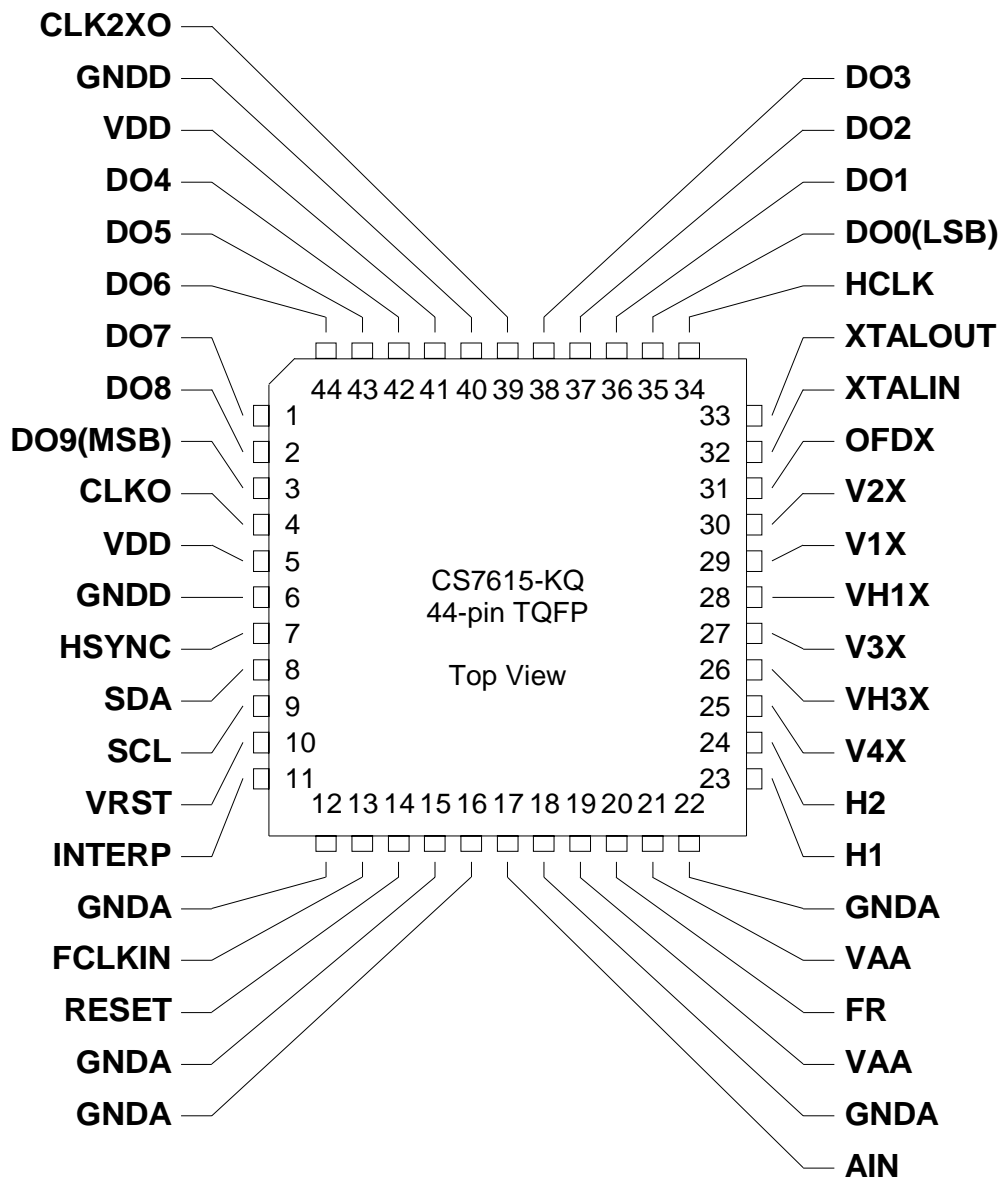 CLK2XO
GNDD
VDD
DO4
DO5
DO6
DO7
DO8
DO9(MSB)
CLKO
VDD
GNDD
HSYNC
SDA
SCL
VRST
INTERP
GNDA
FCLKIN
RESET
GNDA
GNDA
DO3
DO2
DO1
DO0(LSB)
HCLK
XTALOUT
XTALIN
OFDX
V2X
V1X
VH1X
V3X
VH3X
V4X
H2
H1
GNDA
VAA
FR
VAA
GNDA
AIN
44 43 42 41 40 39 38 37 36 35 34
1
2
3
4
5
6
7
8
9
10
11
33
32
31
30
29
28
27
26
25
24
23
12 13 14 15 16 17 18 19 20 21 22
CS7615-KQ
44-pin TQFP
Top View